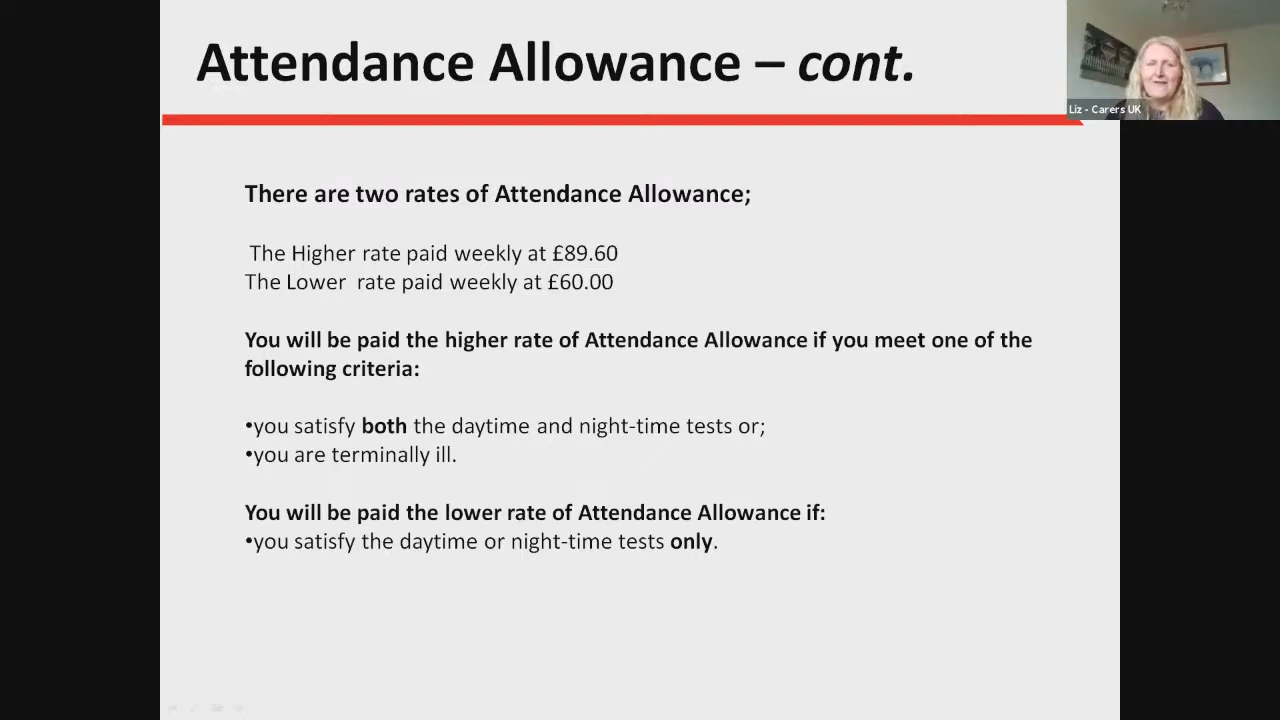 Attendance Allowance – cont.
Liz - Carers UK
There are two rates of Attendance Allowance;
The Higher rate paid weekly at £89.60
The Lower rate paid weekly at £60.00
You will be paid the higher rate of Attendance Allowance if you meet one of the
following criteria:
•you satisfy both the daytime and night-time tests or;
•you are terminally ill.
You will be paid the lower rate of Attendance Allowance if:
•you satisfy the daytime or night-time tests only.